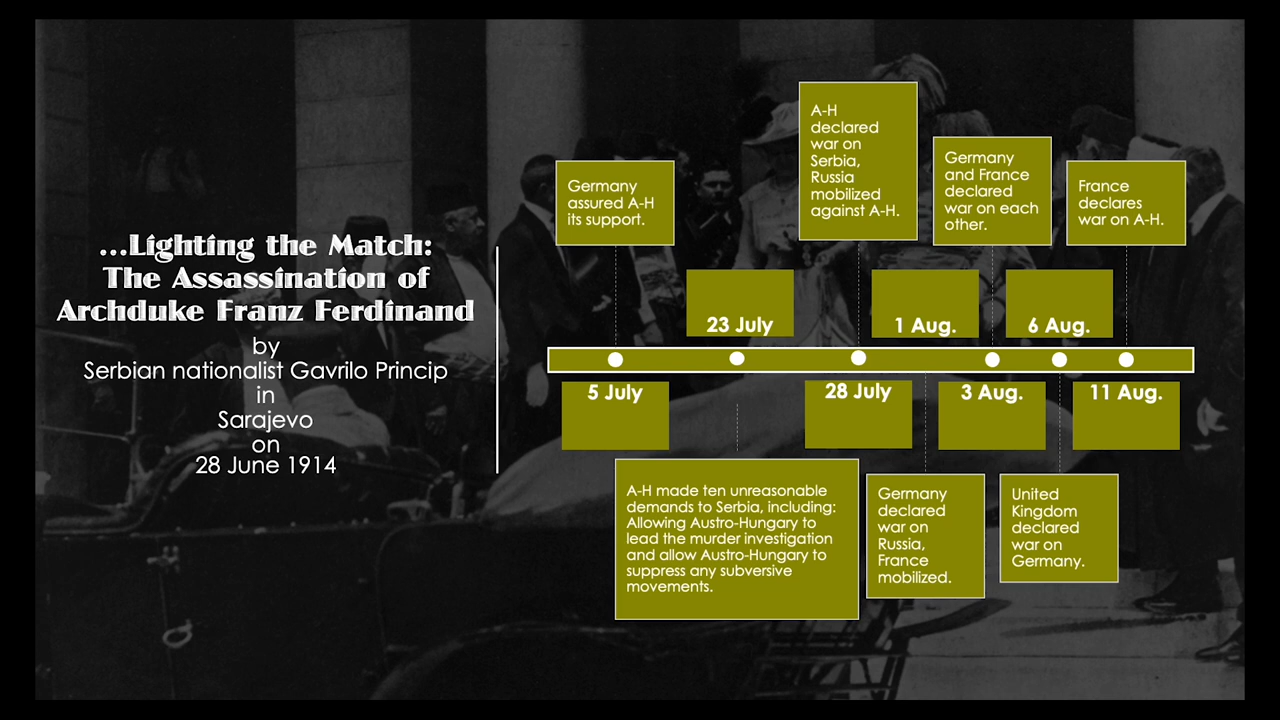 ...Lighting the Match:
The Assassination of
Archduke Franz Ferdinand
by
Serbian nationalist Gavrilo Princip
in
Sarajevo
on
28 June 1914
Germany
assured A-H
its support.
5 July
23 July
A-H made ten unreasonable
demands to Serbia, including:
Allowing Austro-Hungary to
lead the murder investigation
and allow Austro-Hungary to
suppress any subversive
movements.
A-H
declared
war on
Serbia,
Russia
mobilized
against A-H.
28 July
1 Aug.
Germany
declared
war on
Russia,
France
mobilized.
Germany
and France
declared
war on each
other.
3 Aug.
6 Aug.
United
Kingdom
declared
war on
Germany.
France
declares
war on A-H.
11 Aug.